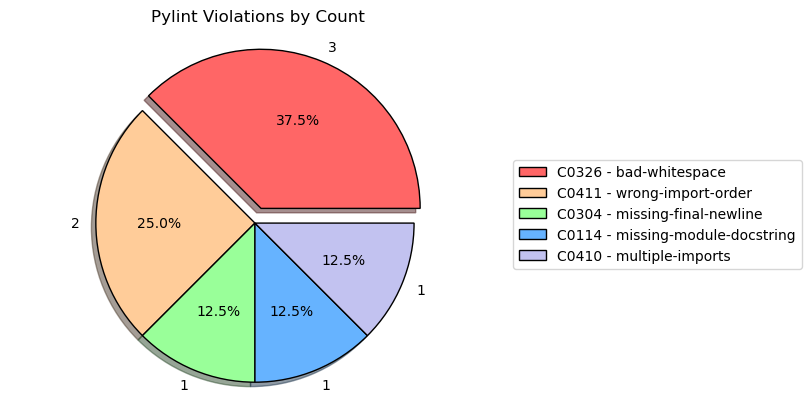 Pylint Violations by Count
3
37.5%
2
25.0%
12.5%
1
12.5%
1
12.5%
1
C0326 - bad-whitespace
C0411 - wrong-import-order
C0304 - missing-final-newline
C0114 - missing-module-docstring
C0410 - multiple-imports